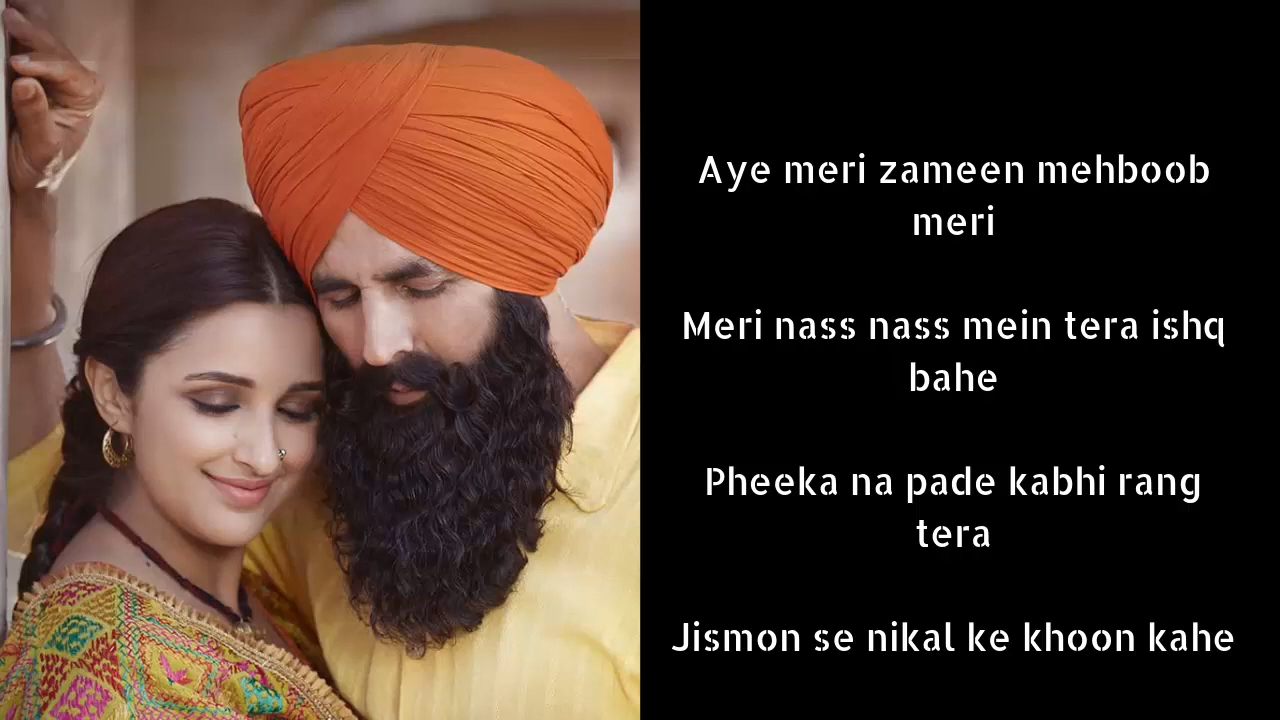 Aye meri zameen mehboob
meri
Meri nass nass mein tera ishq
bahe
Pheeka na pade kabhi rang
tera
Jismon se nikal ke khoon kahe